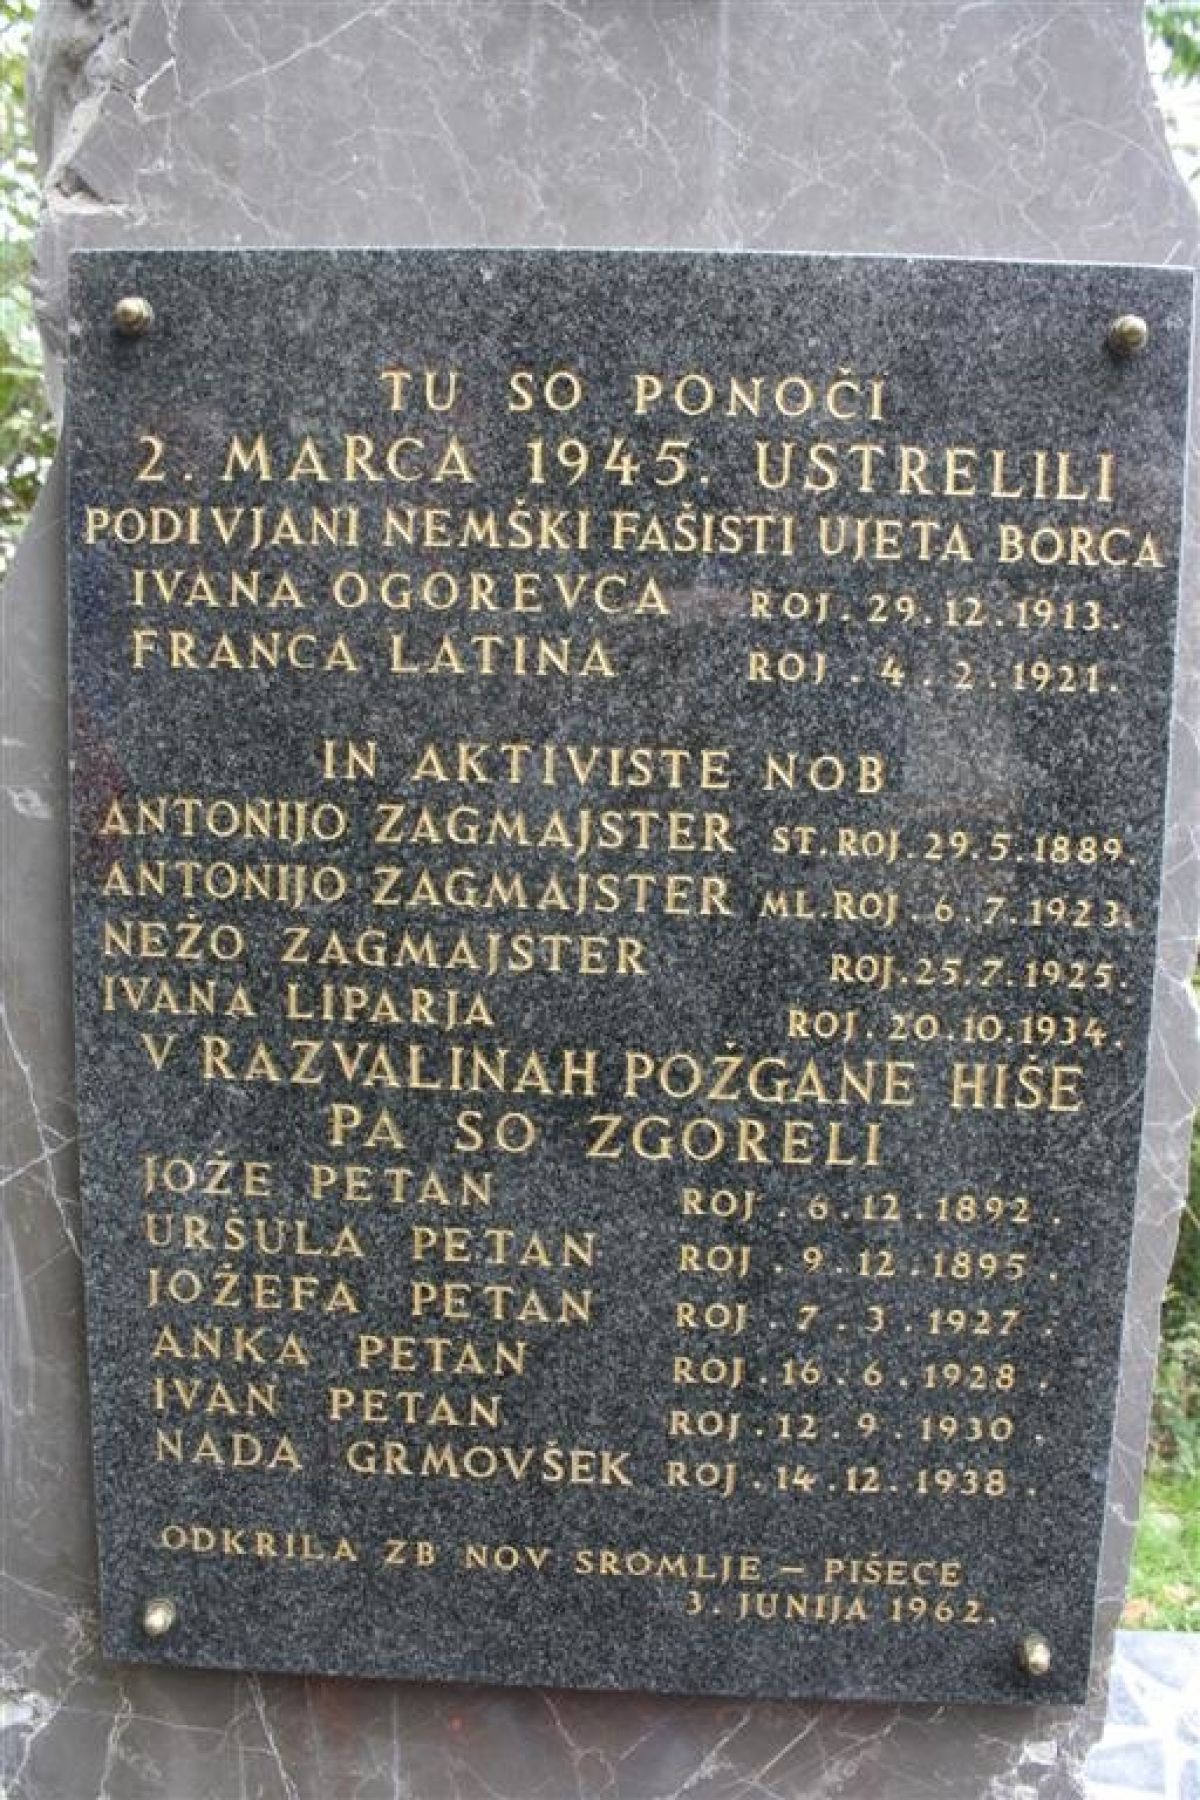 TU SO PONOČI
2. MARCA 1945. USTRELILI
PODIVJANI NEMŠKI FAŠISTI UJETA BORCA
IVANA OGOREVCA ROJ. 29.12.1913.
FRANCA LATINA ROJ. 4. 2. 1921.
IN AKTIVISTE NOB
ANTONIJO ZAGMAJSTER ST. ROJ. 29.5.1889.
ANTONIJO ZAGMAJSTER ML. ROJ. 6.7.1923.
NEŽO ZAGMAJSTER ROJ. 25.7.1925.
IVANA LIPARJA ROJ. 20.10.1934.
V RAZVALINAH POŽGANE HIŠE
PA SO ZGORELI
JOŽE PETAN ROJ. 6.12.1892.
URŠULA PETAN ROJ. 9.12.1895.
JOŽEFA PETAN ROJ. 7.3.1927.
ANKA PETAN ROJ. 16.6.1928.
IVAN PETAN ROJ. 12.9.1930.
NADA GRMOVŠEK ROJ. 14.12.1938.
ODKRILA ZB NOV SROMLJE – PIŠECE
3. JUNIJA 1962.